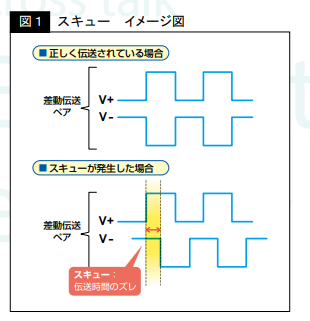 cross talk
図1 スキュー イメージ図
■正しく伝送されている場合
差動伝送
ペア
V+
V-
■スキューが発生した場合
差動伝送
ペア
V+
V-
スキュー：
伝送時間のズレ